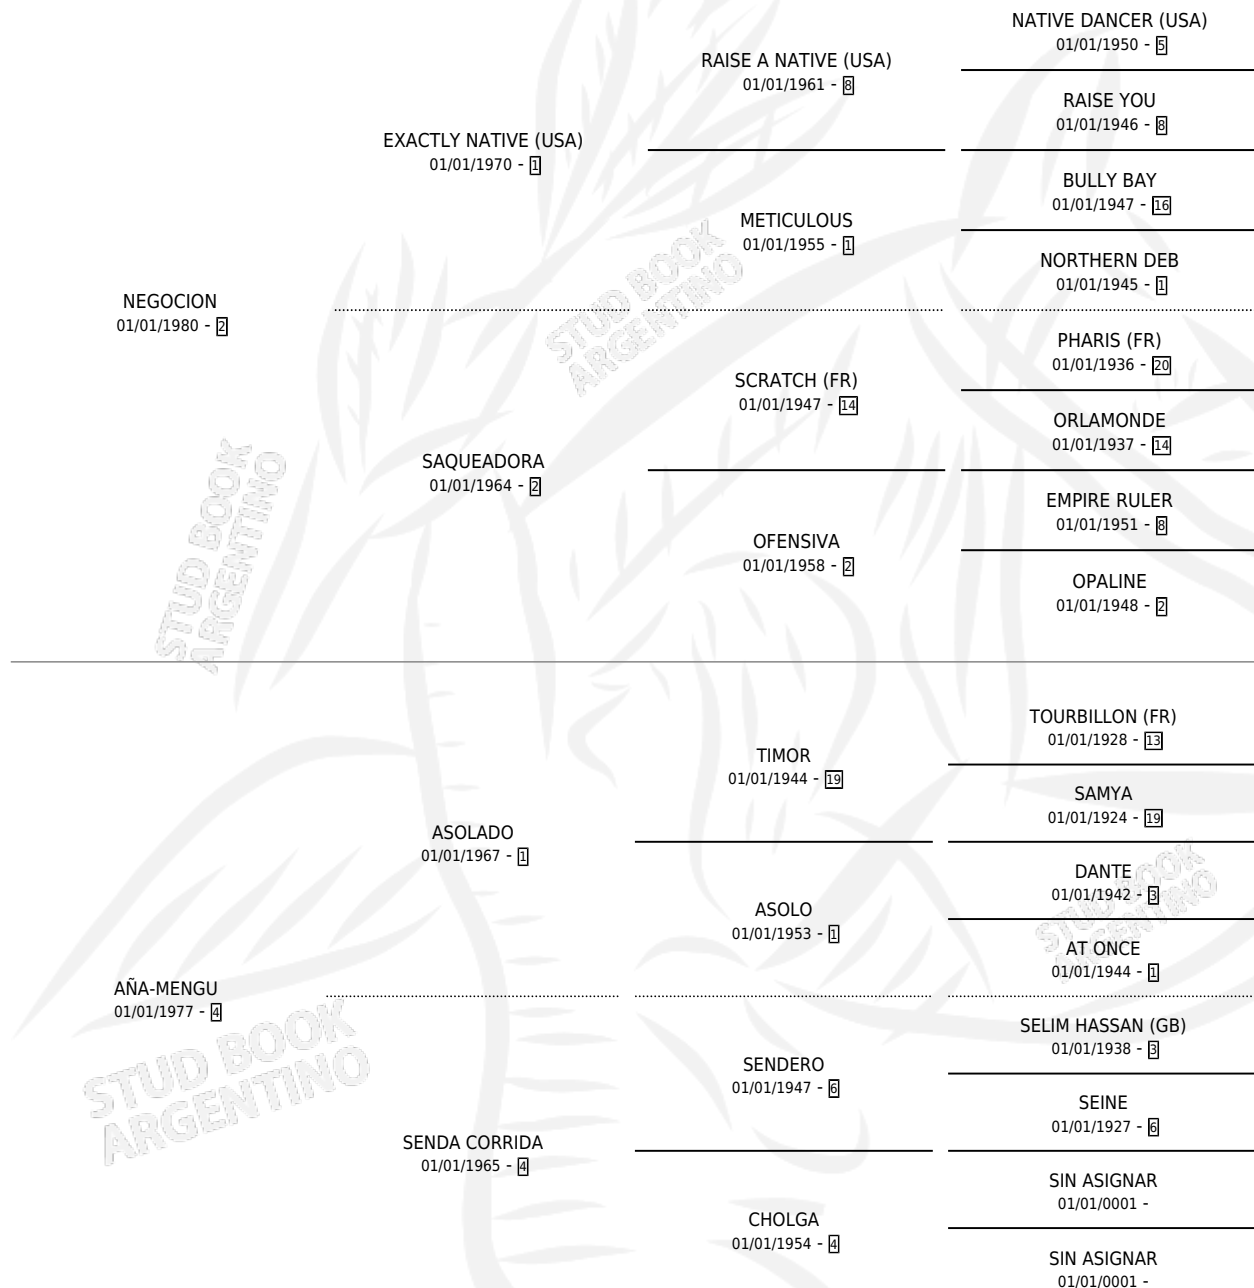 NATIVE DANCER (USA)
01/01/1950 - 5
RAISE A NATIVE (USA)
01/01/1961 - 8
RAISE YOU
01/01/1946 - 8
EXACTLY NATIVE (USA)
01/01/1970 - 1
BULLY BAY
01/01/1947 - 16
METICULOUS
01/01/1955 - 1
NORTHERN DEB
01/01/1945 - 1
NEGOCION
01/01/1980 - 2
PHARIS (FR)
01/01/1936 - 20
SCRATCH (FR)
01/01/1947 - 14
ORLAMONDE
01/01/1937 - 14
SAQUEADORA
01/01/1964 - 2
EMPIRE RULER
01/01/1951 - 8
OFENSIVA
01/01/1958 - 2
OPALINE
01/01/1948 - 2
TOURBILLON (FR)
01/01/1928 - 13
TIMOR
01/01/1944 - 19
SAMYA
01/01/1924 - 19
ASOLADO
01/01/1967 - 1
DANTE
01/01/1942 - 3
ASOLO
01/01/1953 - 1
AT ONCE
01/01/1944 - 1
AÑA-MENGU
01/01/1977 - 4
SELIM HASSAN (GB)
01/01/1938 - 3
SENDERO
01/01/1947 - 6
SEINE
01/01/1927 - 6
SENDA CORRIDA
01/01/1965 - 4
SIN ASIGNAR
01/01/0001 -
CHOLGA
01/01/1954 - 4
SIN ASIGNAR
01/01/0001 -
STUD BOOK
ARGENTINO
STUD BOOK
ARGENTINO
STUD BOOK
ARGENTINO
STUD BOOK
ARGENTINO